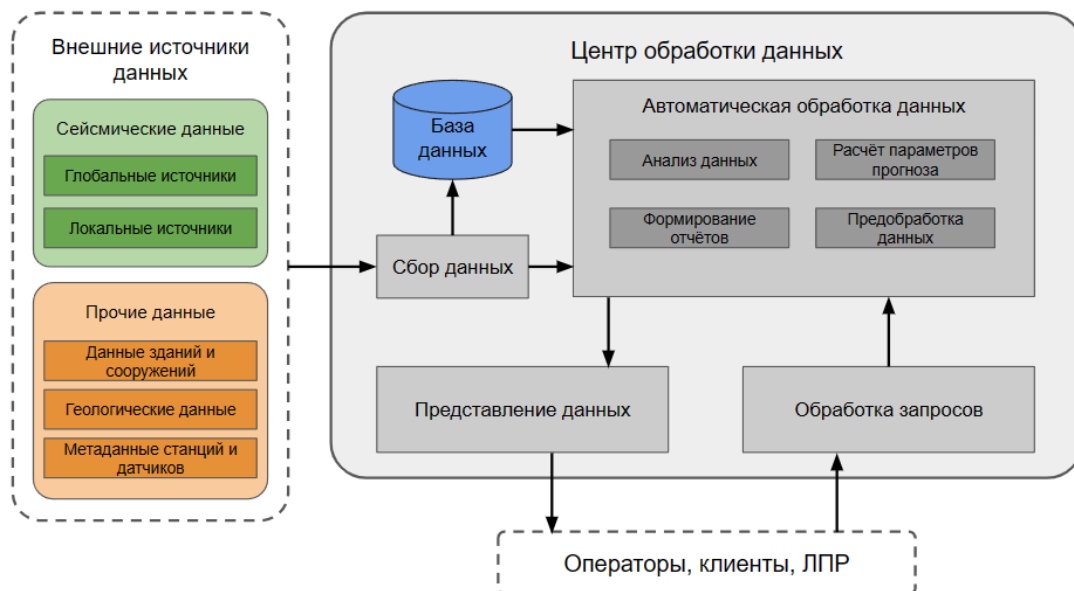 Внешние источники
данных
Сейсмические данные
Глобальные источники
Локальные источники
Прочие данные
Данные зданий и
сооружений
Геологические данные
Метаданные станций и
датчиков
Центр обработки данных
База
данных
Сбор данных
Автоматическая обработка данных
Анализ данных
Расчёт параметров
прогноза
Формирование
отчётов
Предобработка
данных
Представление данных
Обработка запросов
Операторы, клиенты, ЛПР